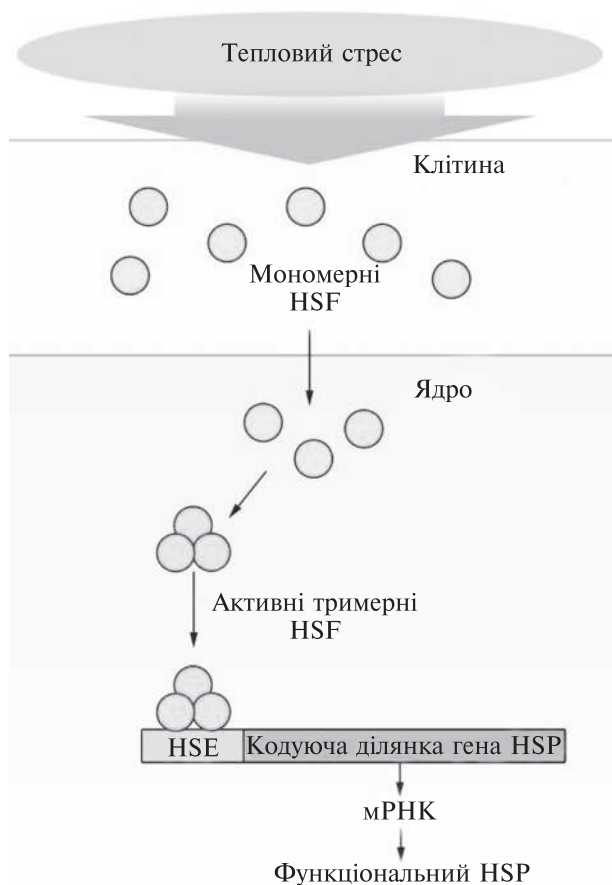 Тепловий стрес
Клітина
Мономерні
HSF
Ядро
Активні тримерні
HSF
HSE
Кодуюча ділянка гена HSP
мРНК
Функціональний HSP